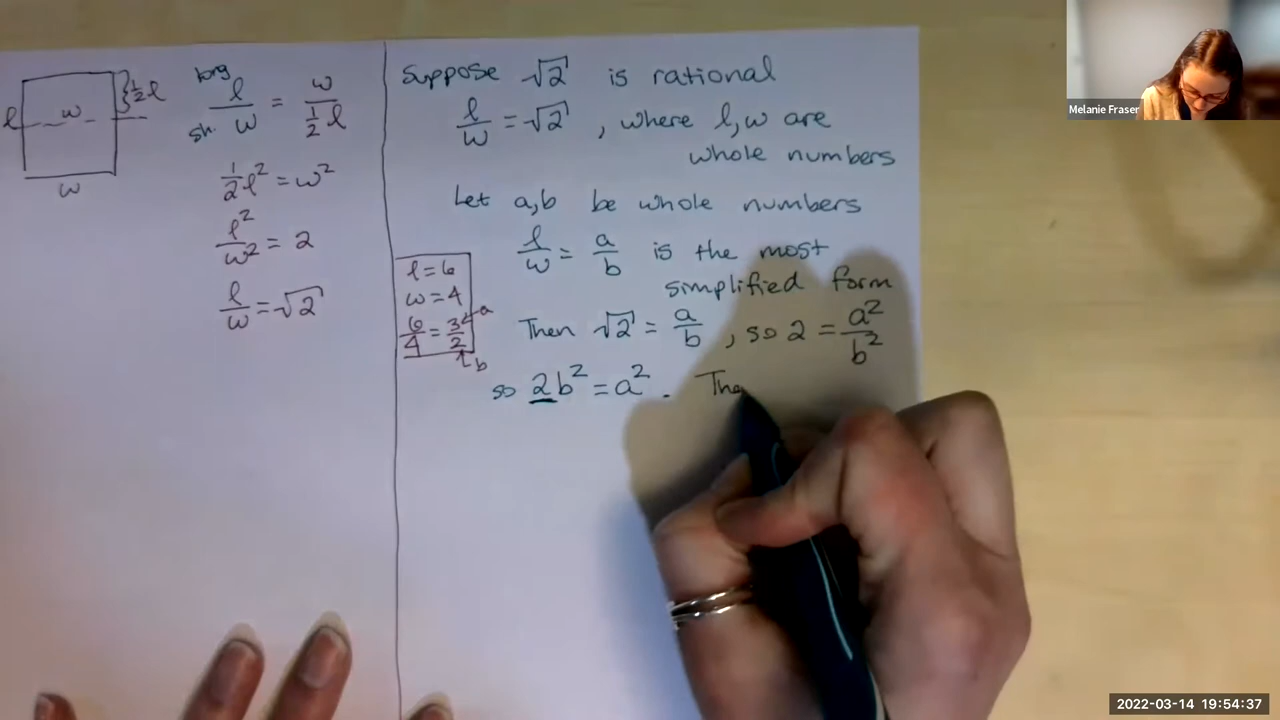 l
w
w
½l
long
l/w = w/½l
sh.
½l² = w²
l²/w² = 2
l/w = √2
Suppose √2 is rational
l/w = √2 , where l,w are
whole numbers
Let a,b be whole numbers
l/w = a/b is the most
simplified form
l = 6
w = 4
6/4 = 3/2
a
b
Then √2 = a/b , so 2 = a²/b²
so 2b² = a² . The
Melanie Fraser
2022-03-14 19:54:37